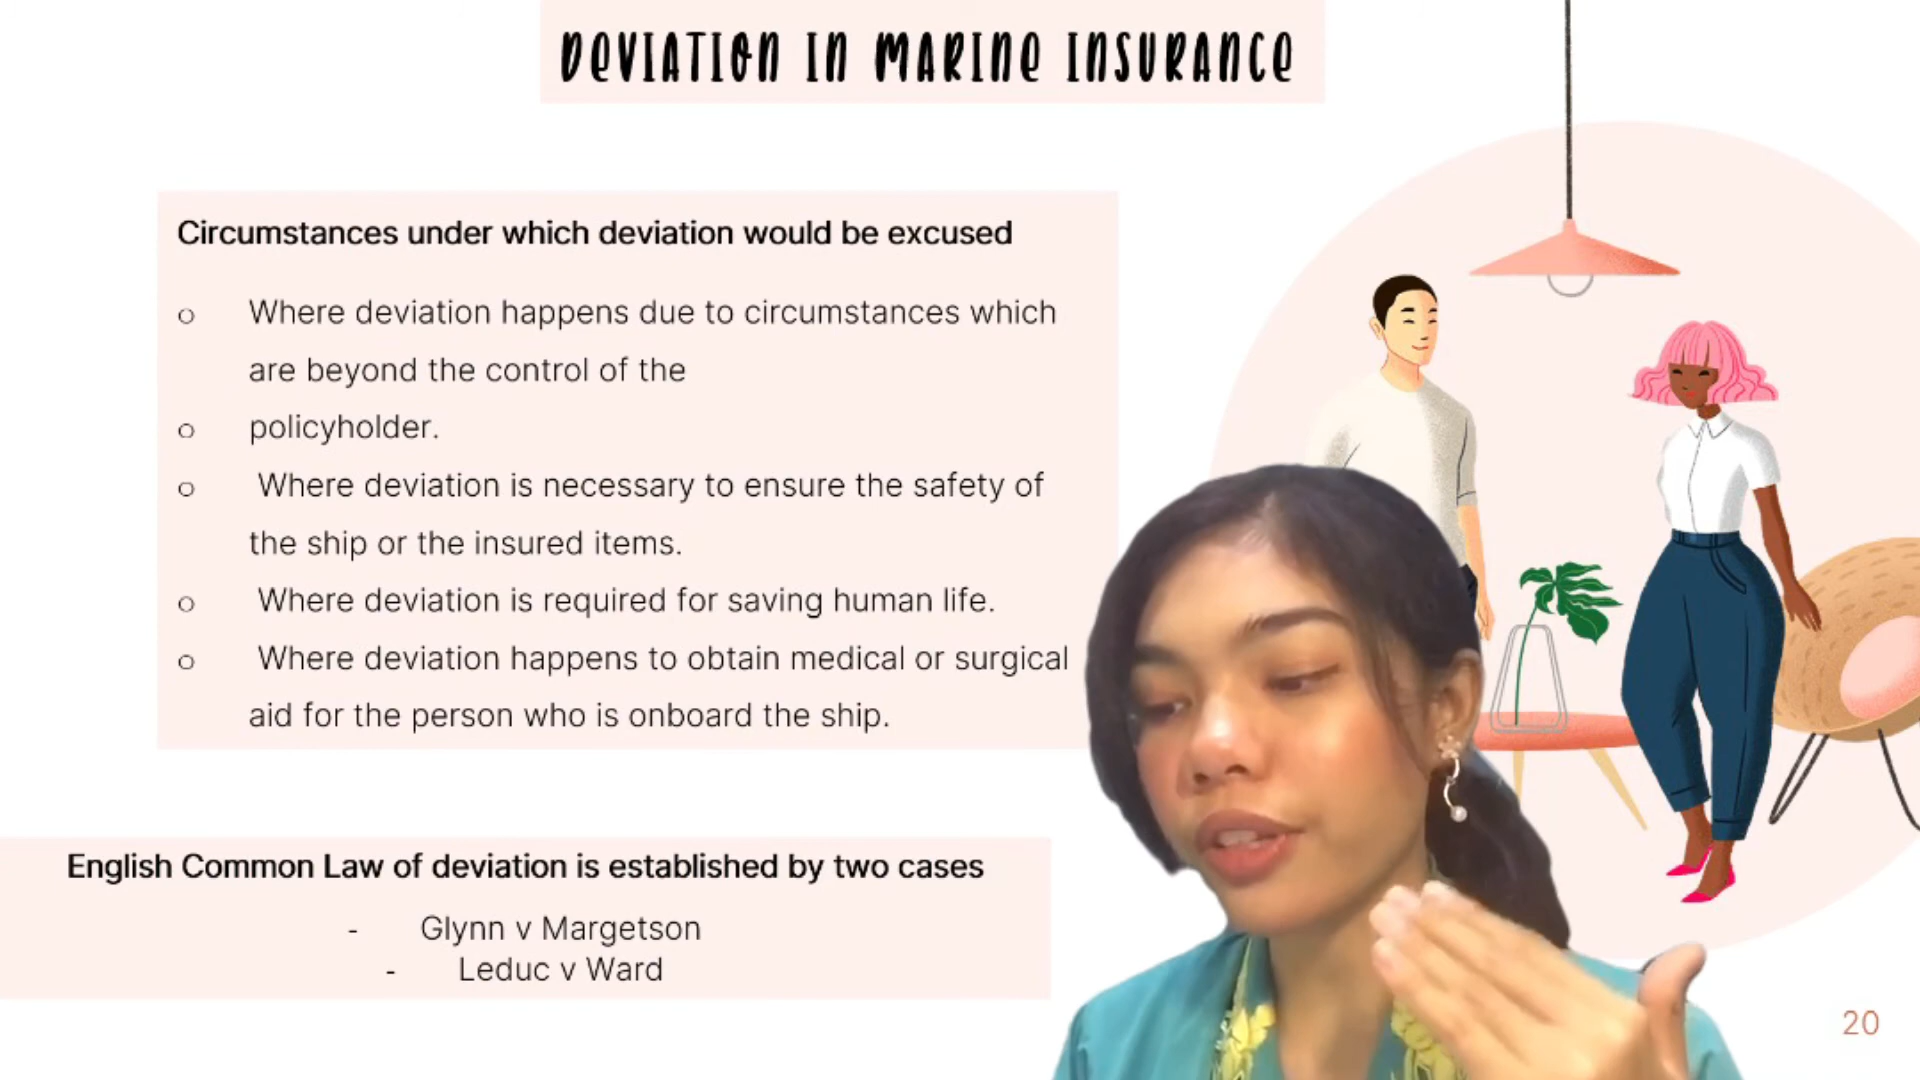 DEVIATION IN MARINE INSURANCE
Circumstances under which deviation would be excused
o Where deviation happens due to circumstances which
are beyond the control of the
o policyholder.
o Where deviation is necessary to ensure the safety of
the ship or the insured items.
o Where deviation is required for saving human life.
o Where deviation happens to obtain medical or surgical
aid for the person who is onboard the ship.
English Common Law of deviation is established by two cases
- Glynn v Margetson
- Leduc v Ward
20